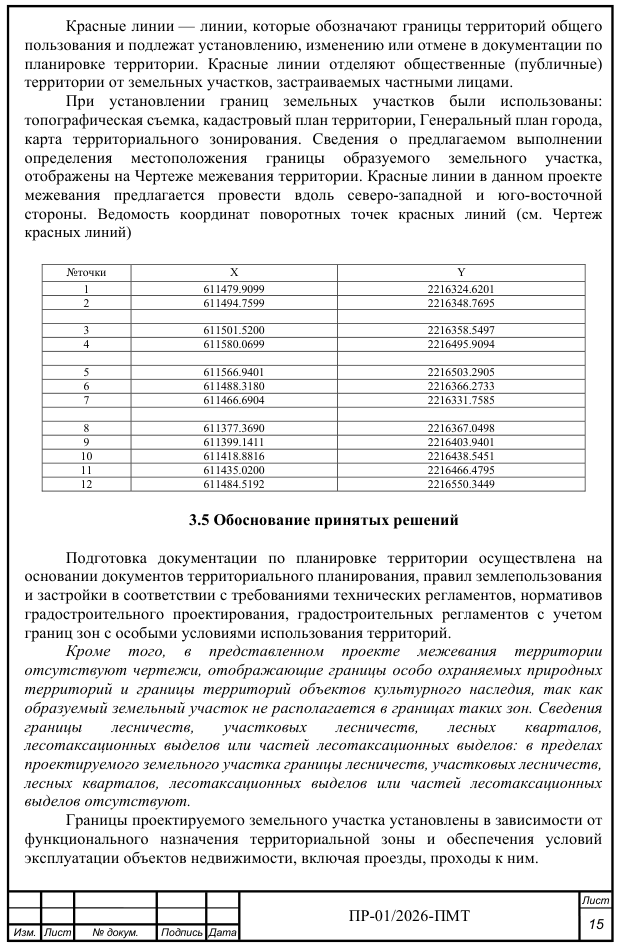 Красные линии — линии, которые обозначают границы территорий общего
пользования и подлежат установлению, изменению или отмене в документации по
планировке территории. Красные линии отделяют общественные (публичные)
территории от земельных участков, застраиваемых частными лицами.
При установлении границ земельных участков были использованы:
топографическая съемка, кадастровый план территории, Генеральный план города,
карта территориального зонирования. Сведения о предлагаемом выполнении
определения местоположения границы образуемого земельного участка,
отображены на Чертеже межевания территории. Красные линии в данном проекте
межевания предлагается провести вдоль северо-западной и юго-восточной
стороны. Ведомость координат поворотных точек красных линий (см. Чертеж
красных линий)
№точки X Y
1 611479.9099 2216324.6201
2 611494.7599 2216348.7695
3 611501.5200 2216358.5497
4 611580.0699 2216495.9094
5 611566.9401 2216503.2905
6 611488.3180 2216366.2733
7 611466.6904 2216331.7585
8 611377.3690 2216367.0498
9 611399.1411 2216403.9401
10 611418.8816 2216438.5451
11 611435.0200 2216466.4795
12 611484.5192 2216550.3449
3.5 Обоснование принятых решений
Подготовка документации по планировке территории осуществлена на
основании документов территориального планирования, правил землепользования
и застройки в соответствии с требованиями технических регламентов, нормативов
градостроительного проектирования, градостроительных регламентов с учетом
границ зон с особыми условиями использования территорий.
Кроме того, в представленном проекте межевания территории
отсутствуют чертежи, отображающие границы особо охраняемых природных
территорий и границы территорий объектов культурного наследия, так как
образуемый земельный участок не располагается в границах таких зон. Сведения
границы лесничеств, участковых лесничеств, лесных кварталов,
лесотаксационных выделов или частей лесотаксационных выделов: в пределах
проектируемого земельного участка границы лесничеств, участковых лесничеств,
лесных кварталов, лесотаксационных выделов или частей лесотаксационных
выделов отсутствуют.
Границы проектируемого земельного участка установлены в зависимости от
функционального назначения территориальной зоны и обеспечения условий
эксплуатации объектов недвижимости, включая проезды, проходы к ним.
ПР-01/2026-ПМТ
Лист
15
Изм. Лист № докум. Подпись Дата